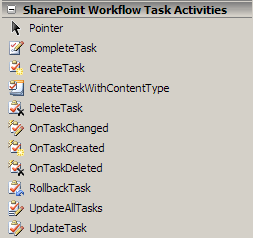 SharePoint Workflow Task Activities
Pointer
CompleteTask
CreateTask
CreateTaskWithContentType
DeleteTask
OnTaskChanged
OnTaskCreated
OnTaskDeleted
RollbackTask
UpdateAllTasks
UpdateTask